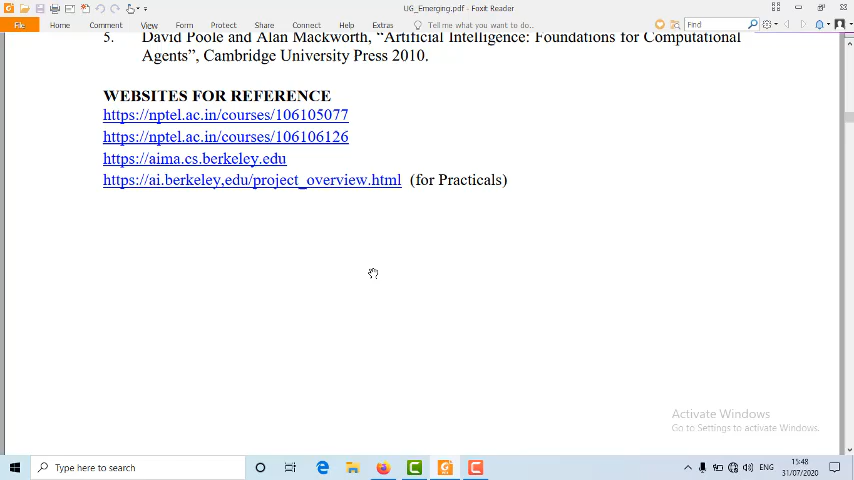 UG_Emerging.pdf - Foxit Reader
File Home Comment View Form Protect Share Connect Help Extras Tell me what you want to do.. Find
5. David Poole and Alan Mackworth, “Artificial Intelligence: Foundations for Computational
Agents”, Cambridge University Press 2010.
WEBSITES FOR REFERENCE
https://nptel.ac.in/courses/106105077
https://nptel.ac.in/courses/106106126
https://aima.cs.berkeley.edu
https://ai.berkeley,edu/project_overview.html (for Practicals)
Activate Windows
Go to Settings to activate Windows.
Type here to search
ENG
15:48
31/07/2020